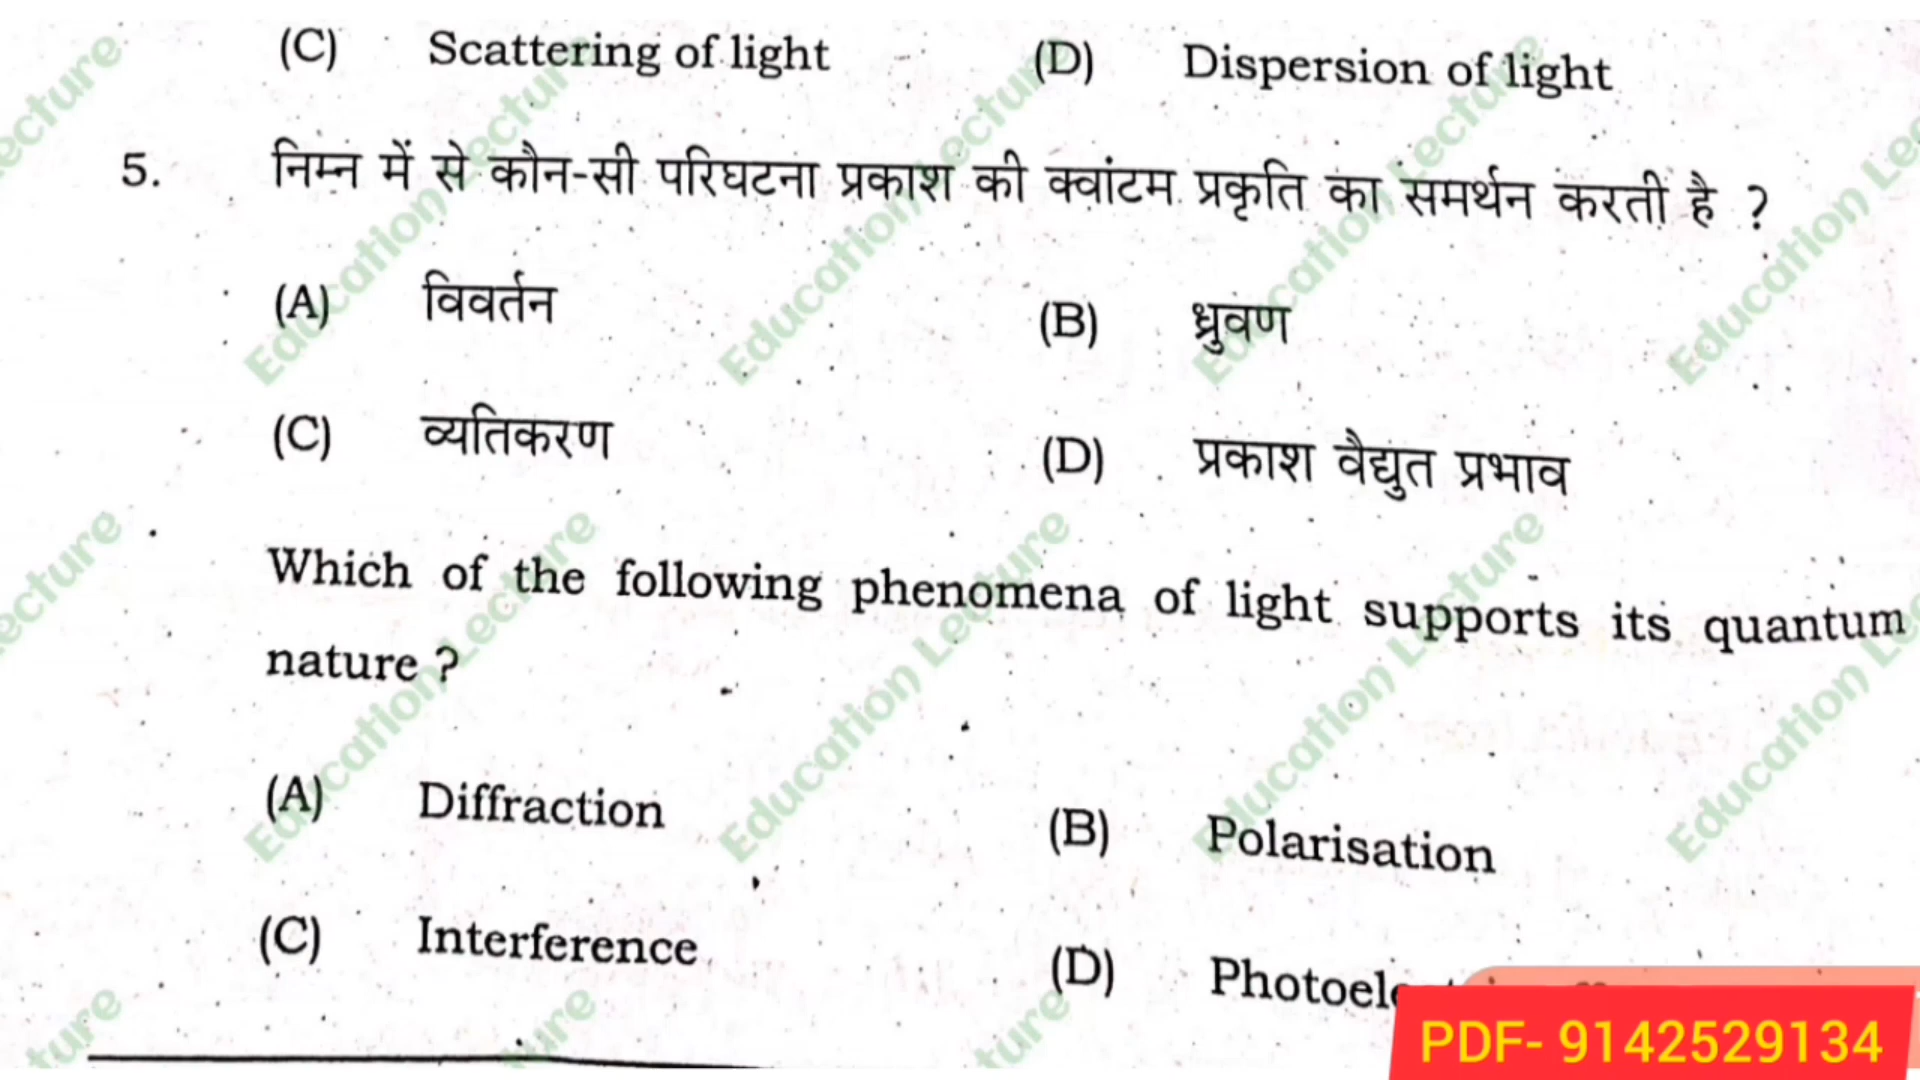 (C) Scattering of light (D) Dispersion of light
5. निम्न में से कौन-सी परिघटना प्रकाश की क्वांटम प्रकृति का समर्थन करती है ?
(A) विवर्तन (B) ध्रुवण
(C) व्यतिकरण (D) प्रकाश वैद्युत प्रभाव
Which of the following phenomena of light supports its quantum
nature ?
(A) Diffraction (B) Polarisation
(C) Interference (D)
PDF- 9142529134
Education Lecture